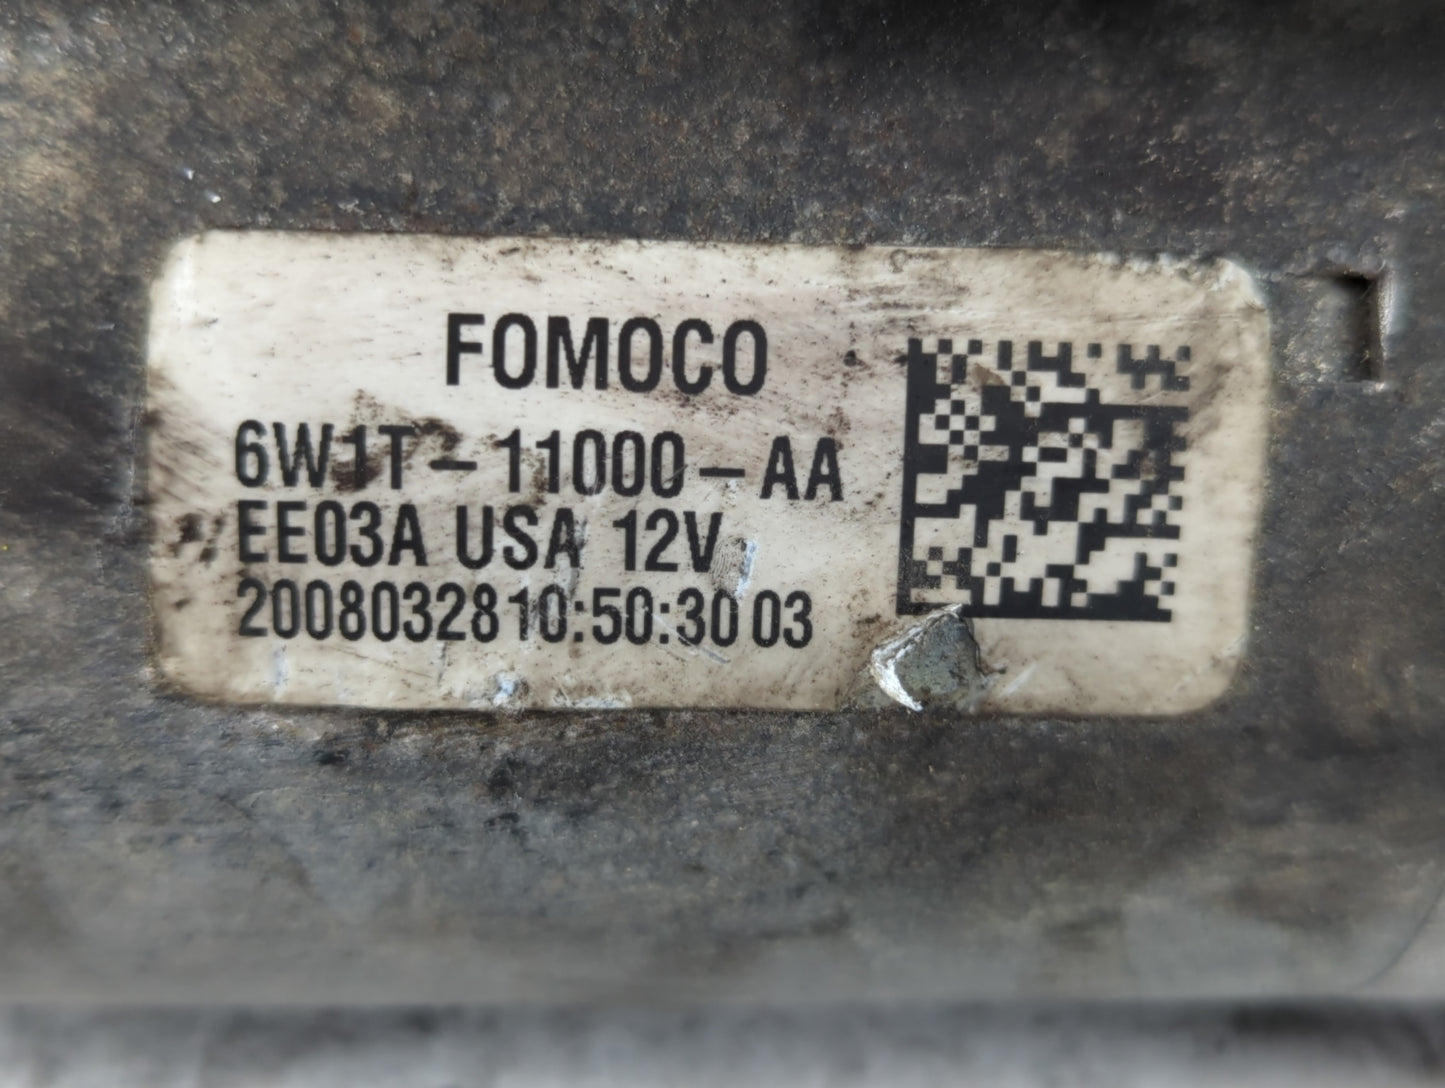 FOMOCO
6W1T-11000-AA
EE03A USA 12V
2008032810:50:30 03